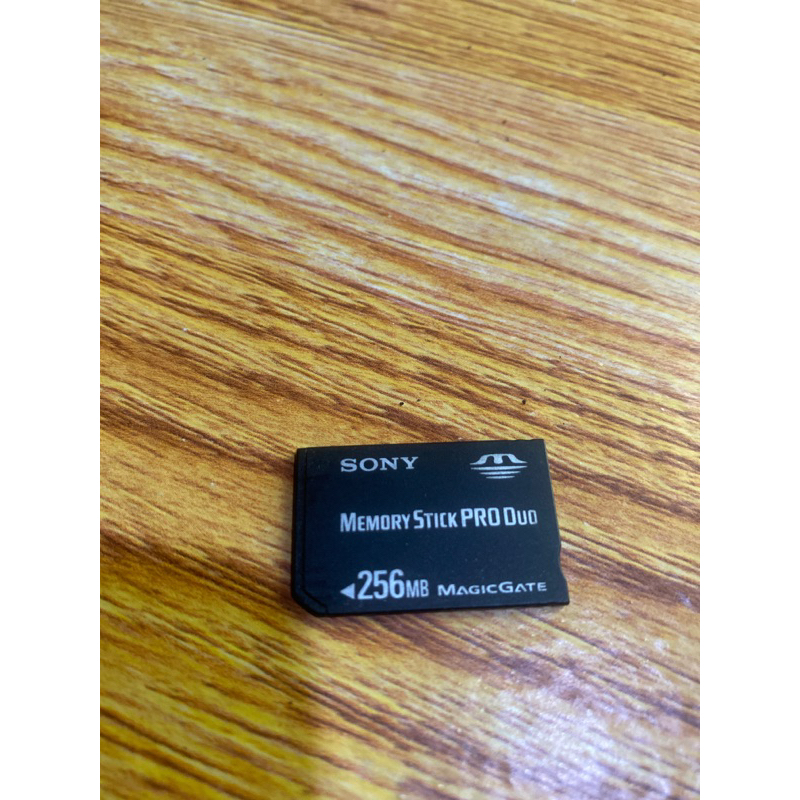 SONY
MEMORY STICK PRO DUO
◄256MB MAGICGATE